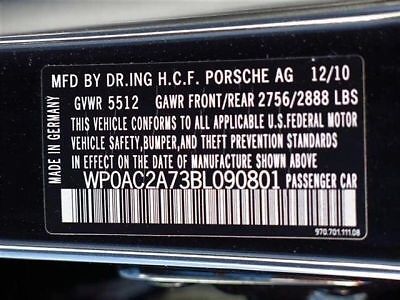 MFD BY DR.ING H.C.F. PORSCHE AG 12/10
GVWR 5512 GAWR FRONT/REAR 2756/2888 LBS
THIS VEHICLE CONFORMS TO ALL APPLICABLE U.S.FEDERAL MOTOR
VEHICLE SAFETY,BUMPER,AND THEFT PREVENTION STANDARDS
IN EFFECT ON THE DATE OF MANUFACTURE SHOWN ABOVE
WP0AC2A73BL090801 PASSENGER CAR
MADE IN GERMANY
970.701.111.08